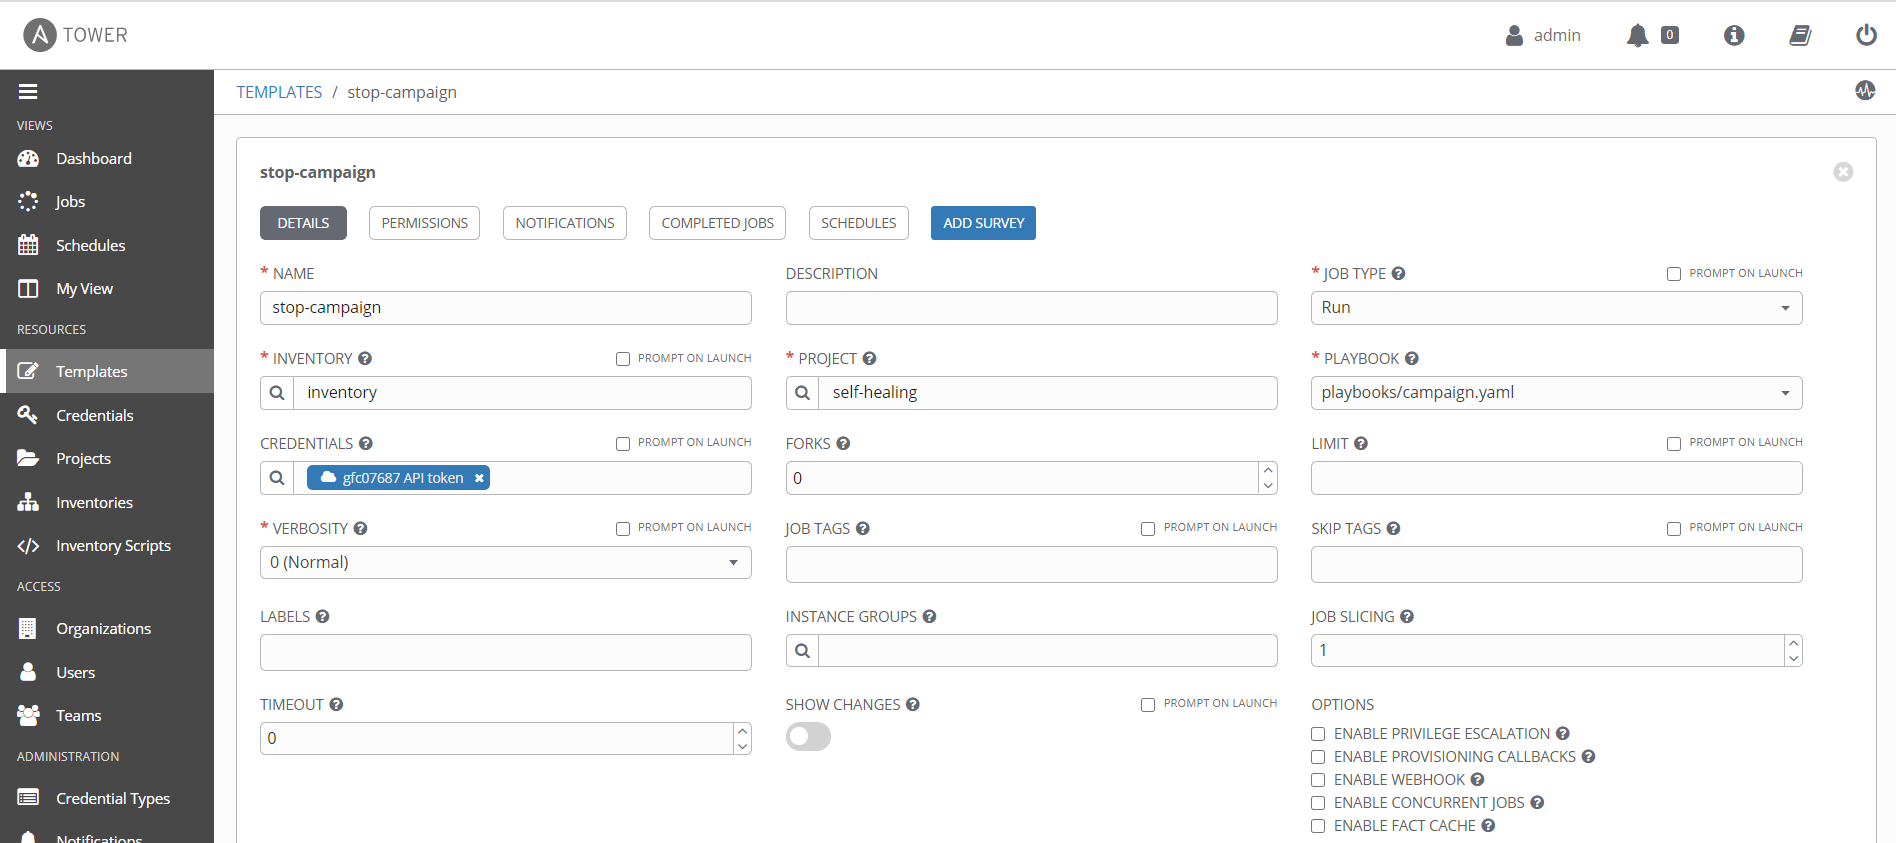 A TOWER
admin
0
TEMPLATES / stop-campaign
VIEWS
Dashboard
Jobs
Schedules
My View
RESOURCES
Templates
Credentials
Projects
Inventories
Inventory Scripts
ACCESS
Organizations
Users
Teams
ADMINISTRATION
Credential Types
Notifications
stop-campaign
DETAILS PERMISSIONS NOTIFICATIONS COMPLETED JOBS SCHEDULES ADD SURVEY
* NAME
stop-campaign
DESCRIPTION
* JOB TYPE ? PROMPT ON LAUNCH
Run
* INVENTORY ? PROMPT ON LAUNCH
inventory
* PROJECT ?
self-healing
* PLAYBOOK ?
playbooks/campaign.yaml
CREDENTIALS ? PROMPT ON LAUNCH
gfc07687 API token
FORKS ?
0
LIMIT ? PROMPT ON LAUNCH
* VERBOSITY ? PROMPT ON LAUNCH
0 (Normal)
JOB TAGS ? PROMPT ON LAUNCH
SKIP TAGS ? PROMPT ON LAUNCH
LABELS ?
INSTANCE GROUPS ?
JOB SLICING ?
1
TIMEOUT ?
0
SHOW CHANGES ? PROMPT ON LAUNCH
OPTIONS
ENABLE PRIVILEGE ESCALATION ?
ENABLE PROVISIONING CALLBACKS ?
ENABLE WEBHOOK ?
ENABLE CONCURRENT JOBS ?
ENABLE FACT CACHE ?